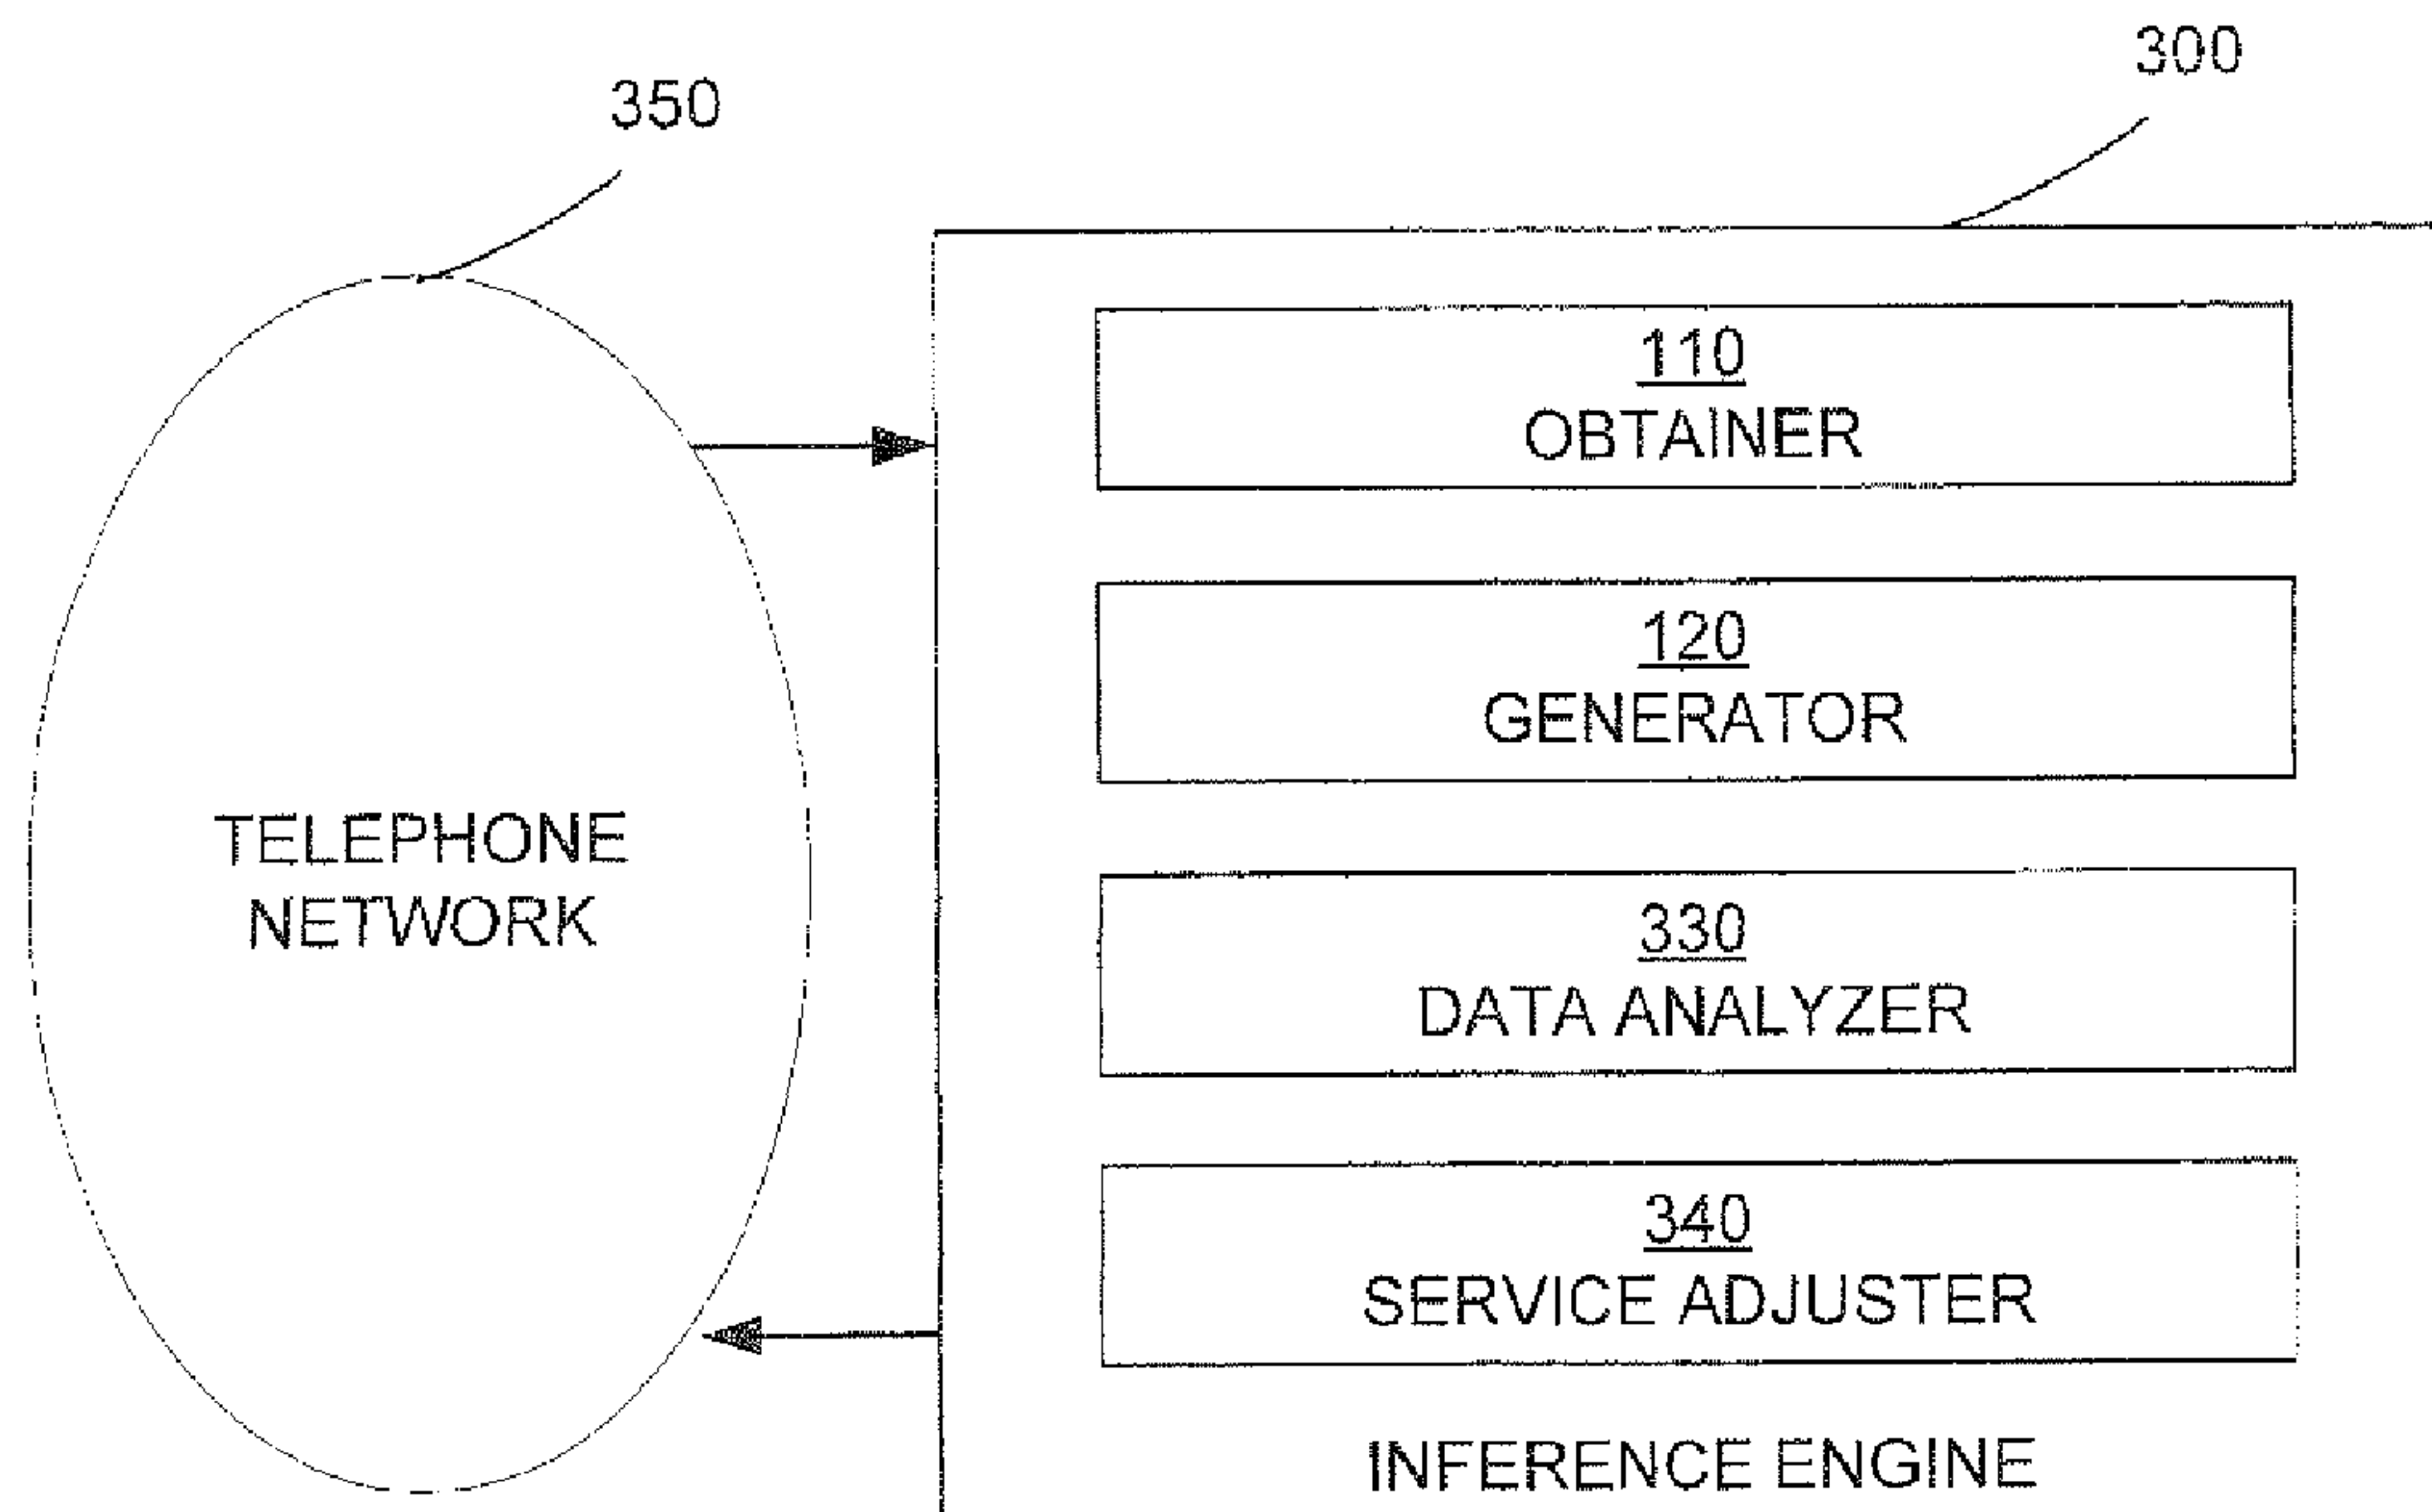 350
300
110
OBTAINER
120
GENERATOR
TELEPHONE
NETWORK
330
DATA ANALYZER
340
SERVICE ADJUSTER
INFERENCE ENGINE